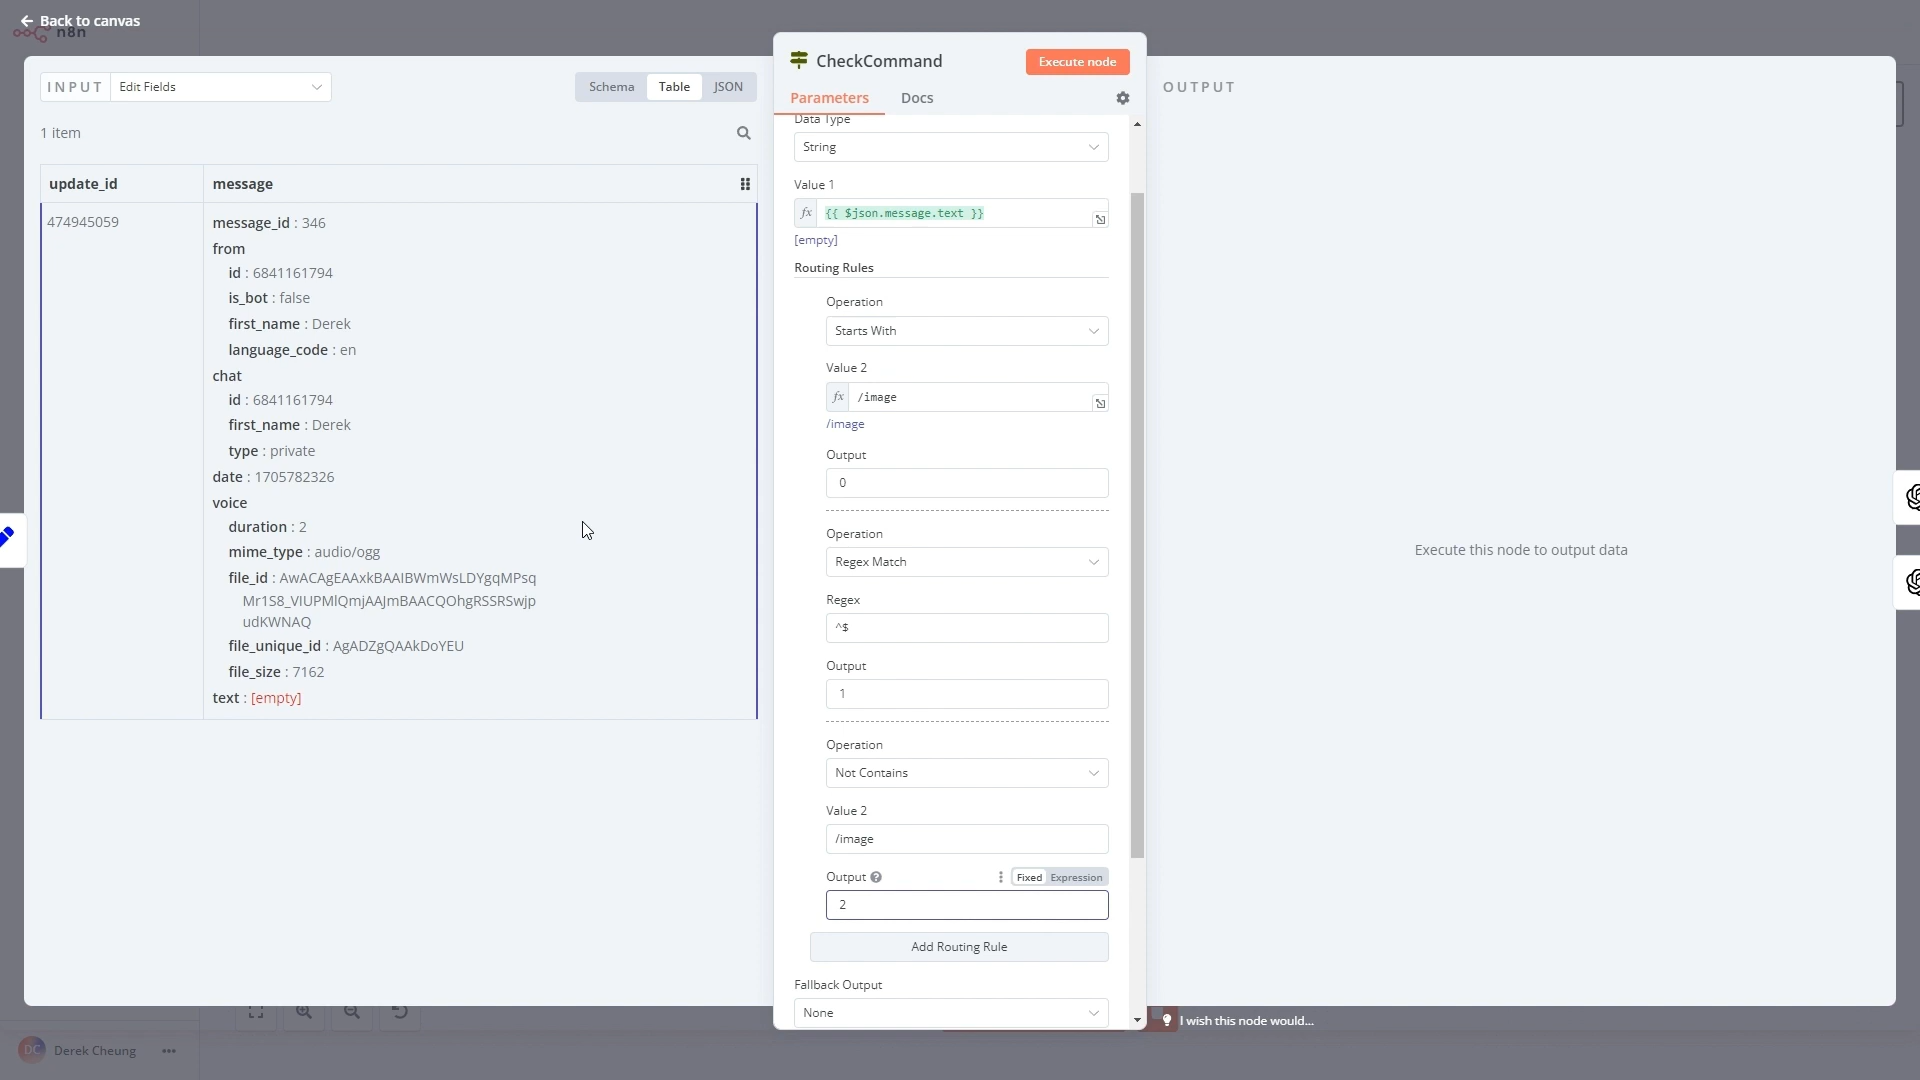 Back to canvas
n8n
INPUT
Edit Fields
Schema
Table
JSON
1 item
update_id
message
474945059
message_id : 346
from
id : 6841161794
is_bot : false
first_name : Derek
language_code : en
chat
id : 6841161794
first_name : Derek
type : private
date : 1705782326
voice
duration : 2
mime_type : audio/ogg
file_id : AwACAgEAAxkBAAIBWmWsLDYgqMPsq
Mr1S8_VIUPMlQmjAAJmBAACQOhgRSSRSwjp
udKWNAQ
file_unique_id : AgADZgQAAkDoYEU
file_size : 7162
text : [empty]
CheckCommand
Execute node
Parameters
Docs
Data Type
String
Value 1
fx {{ $json.message.text }}
[empty]
Routing Rules
Operation
Starts With
Value 2
fx /image
/image
Output
0
Operation
Regex Match
Regex
^$
Output
1
Operation
Not Contains
Value 2
/image
Output
Fixed Expression
2
Add Routing Rule
Fallback Output
None
OUTPUT
Execute this node to output data
I wish this node would...
DC
Derek Cheung